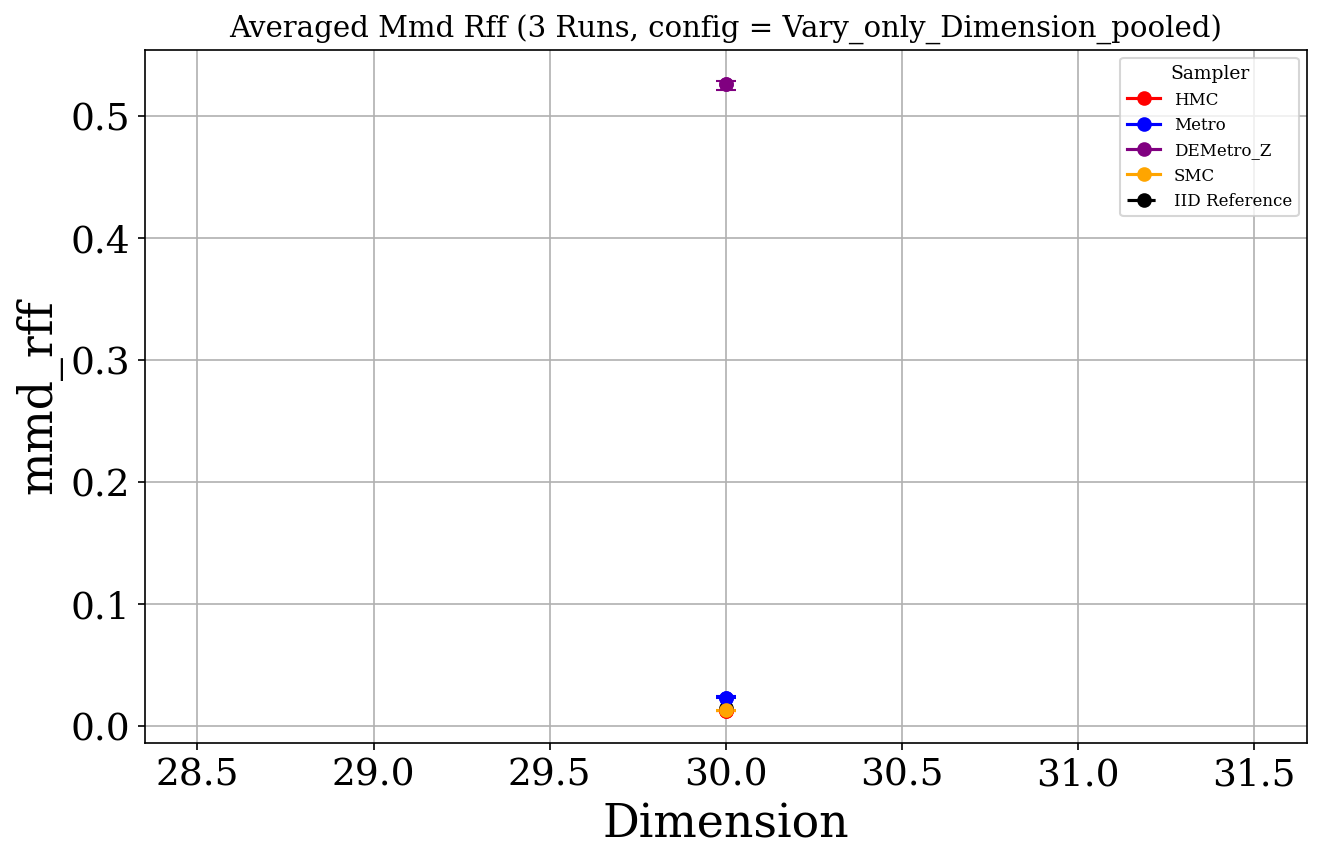 Averaged Mmd Rff (3 Runs, config = Vary_only_Dimension_pooled)
Sampler
HMC
Metro
DEMetro_Z
SMC
IID Reference
mmd_rff
0.5
0.4
0.3
0.2
0.1
0.0
28.5 29.0 29.5 30.0 30.5 31.0 31.5
Dimension